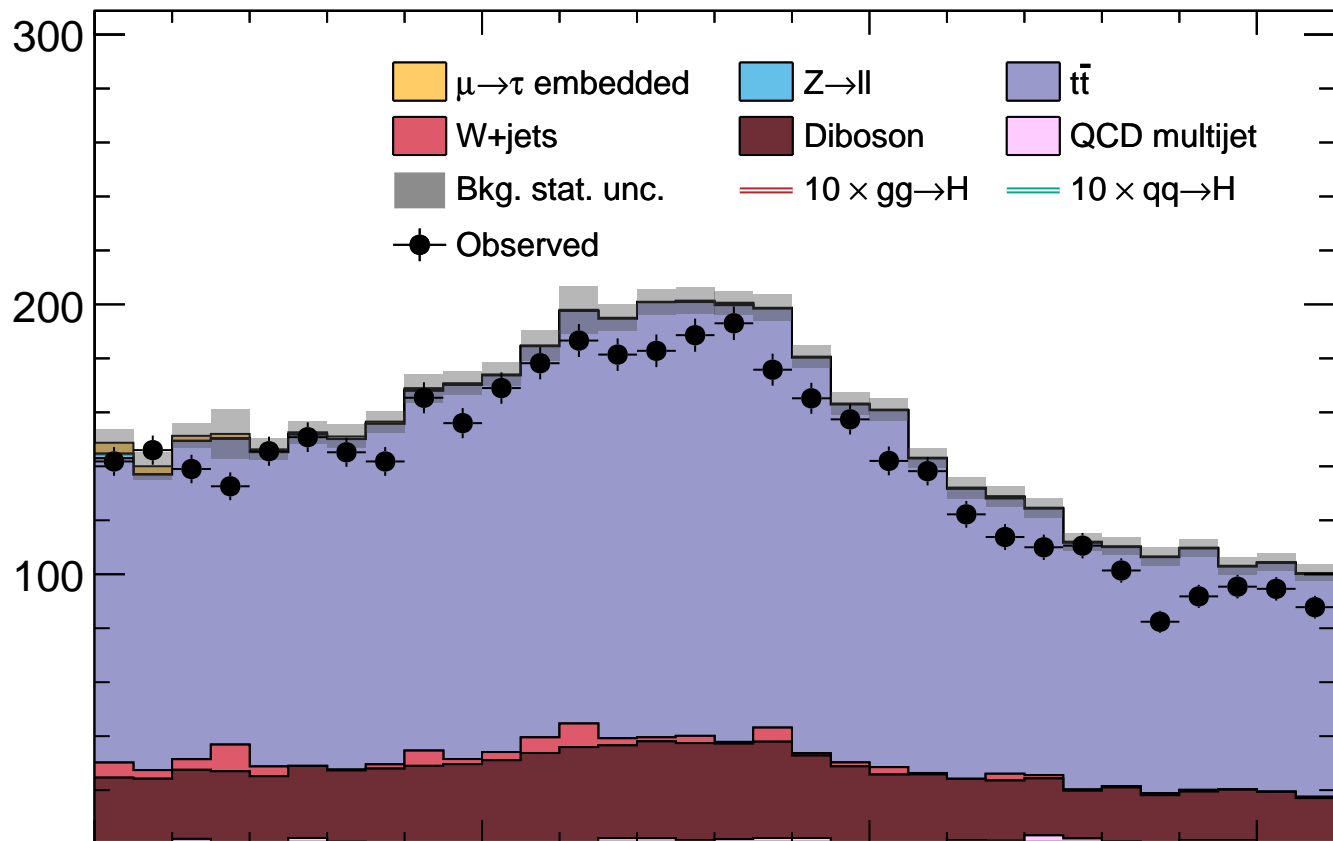 300
μ→τ embedded Z→ll tt̄
W+jets Diboson QCD multijet
Bkg. stat. unc. 10 × gg→H 10 × qq→H
Observed
200
100